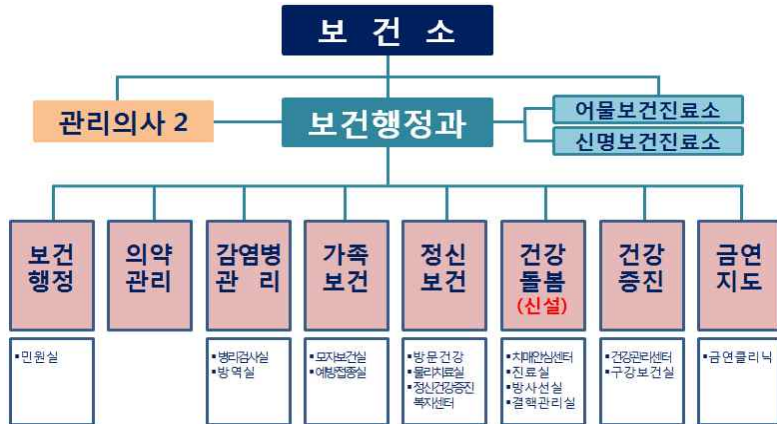 보 건 소
관리의사 2
보건행정과
어물보건진료소
신명보건진료소
보건
행정
의약
관리
감염병
관 리
가족
보건
정신
보건
건강
돌봄
(신설)
건강
증진
금연
지도
▪민원실
▪병리검사실
▪방역실
▪모자보건실
▪예방접종실
▪방문건강
▪물리치료실
▪정신건강증진
복지센터
▪치매안심센터
▪진료실
▪방사선실
▪결핵관리실
▪건강관리센터
▪구강보건실
▪금연클리닉